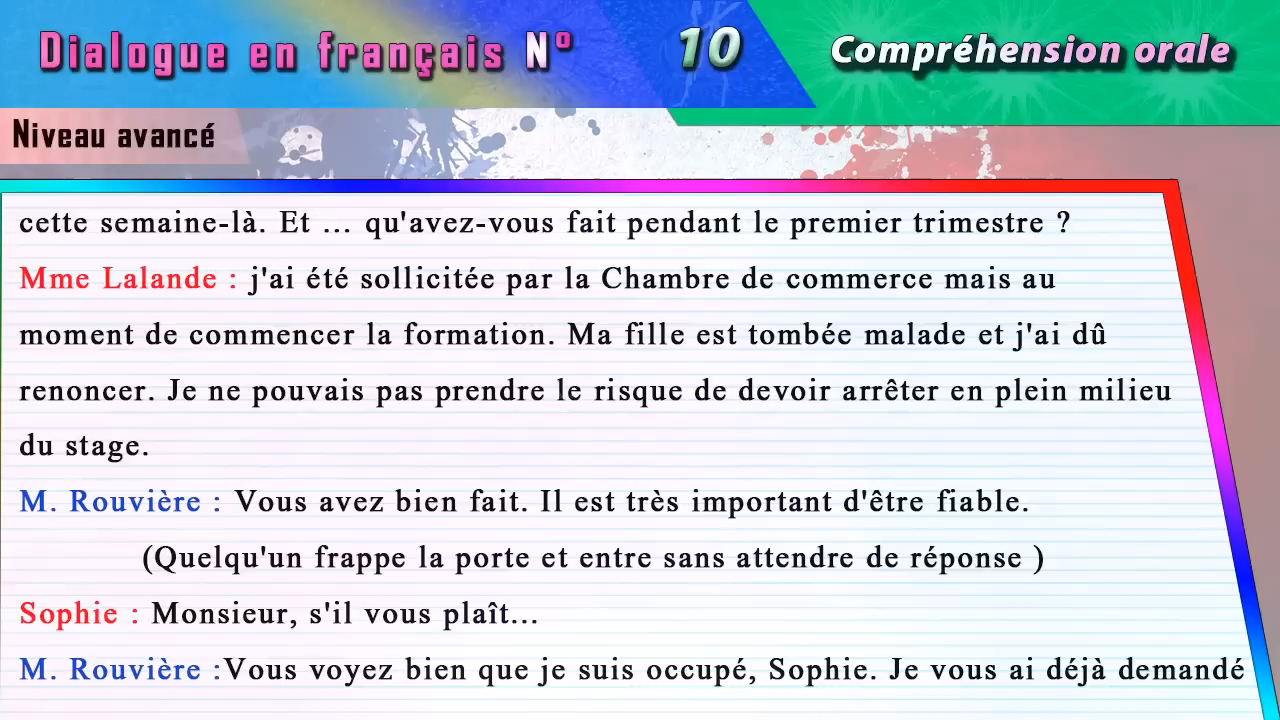 Dialogue en français N° 10 Compréhension orale
Niveau avancé
cette semaine-là. Et ... qu'avez-vous fait pendant le premier trimestre ?
Mme Lalande : j'ai été sollicitée par la Chambre de commerce mais au
moment de commencer la formation. Ma fille est tombée malade et j'ai dû
renoncer. Je ne pouvais pas prendre le risque de devoir arrêter en plein milieu
du stage.
M. Rouvière : Vous avez bien fait. Il est très important d'être fiable.
(Quelqu'un frappe la porte et entre sans attendre de réponse )
Sophie : Monsieur, s'il vous plaît...
M. Rouvière :Vous voyez bien que je suis occupé, Sophie. Je vous ai déjà demandé